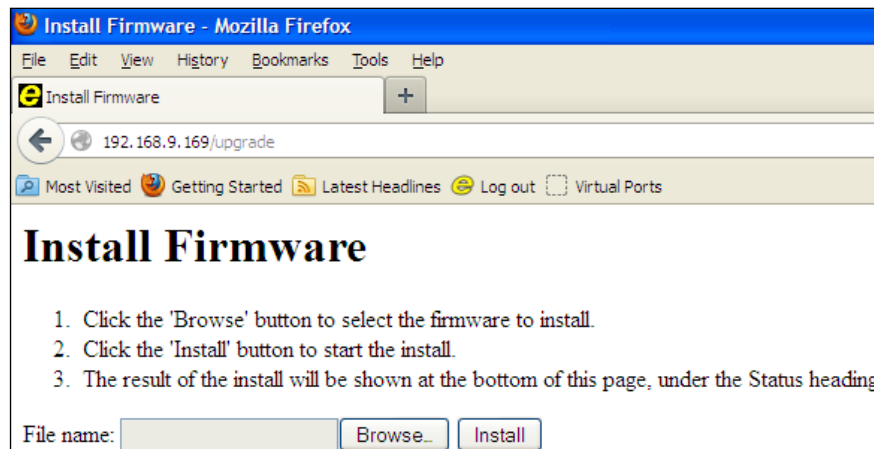 Install Firmware - Mozilla Firefox
File Edit View History Bookmarks Tools Help
Install Firmware +
192.168.9.169/upgrade
Most Visited Getting Started Latest Headlines Log out Virtual Ports
Install Firmware
1. Click the 'Browse' button to select the firmware to install.
2. Click the 'Install' button to start the install.
3. The result of the install will be shown at the bottom of this page, under the Status heading
File name: Browse... Install